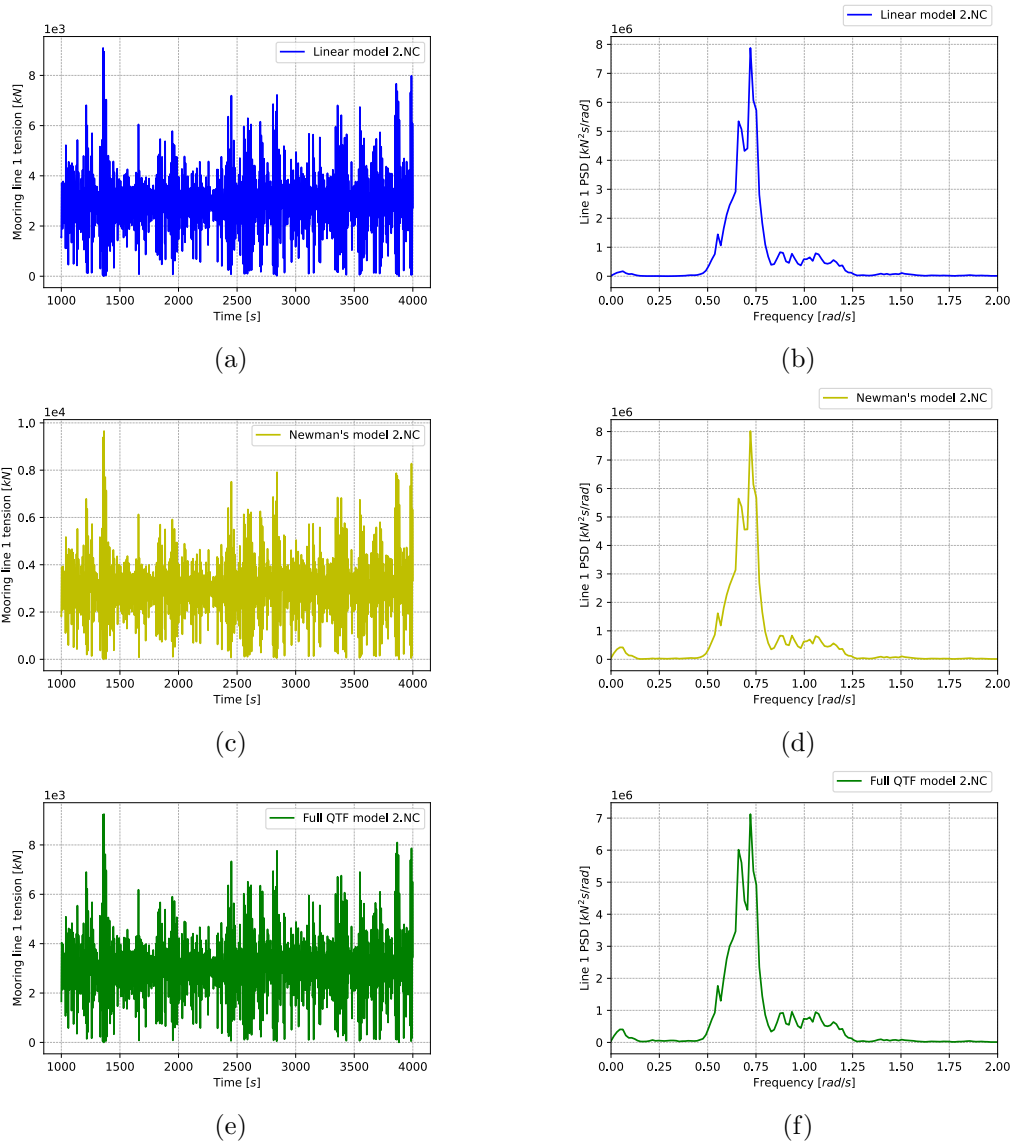 1e3
Linear model 2.NC
Mooring line 1 tension [kN]
8
6
4
2
0
1000 1500 2000 2500 3000 3500 4000
Time [s]
(a)
Linear model 2.NC
1e6
Line 1 PSD [kN²s/rad]
8
7
6
5
4
3
2
1
0
0.00 0.25 0.50 0.75 1.00 1.25 1.50 1.75 2.00
Frequency [rad/s]
(b)
1e4
Newman's model 2.NC
Mooring line 1 tension [kN]
1.0
0.8
0.6
0.4
0.2
0.0
1000 1500 2000 2500 3000 3500 4000
Time [s]
(c)
Newman's model 2.NC
1e6
Line 1 PSD [kN²s/rad]
8
7
6
5
4
3
2
1
0
0.00 0.25 0.50 0.75 1.00 1.25 1.50 1.75 2.00
Frequency [rad/s]
(d)
1e3
Full QTF model 2.NC
Mooring line 1 tension [kN]
8
6
4
2
0
1000 1500 2000 2500 3000 3500 4000
Time [s]
(e)
Full QTF model 2.NC
1e6
Line 1 PSD [kN²s/rad]
7
6
5
4
3
2
1
0
0.00 0.25 0.50 0.75 1.00 1.25 1.50 1.75 2.00
Frequency [rad/s]
(f)